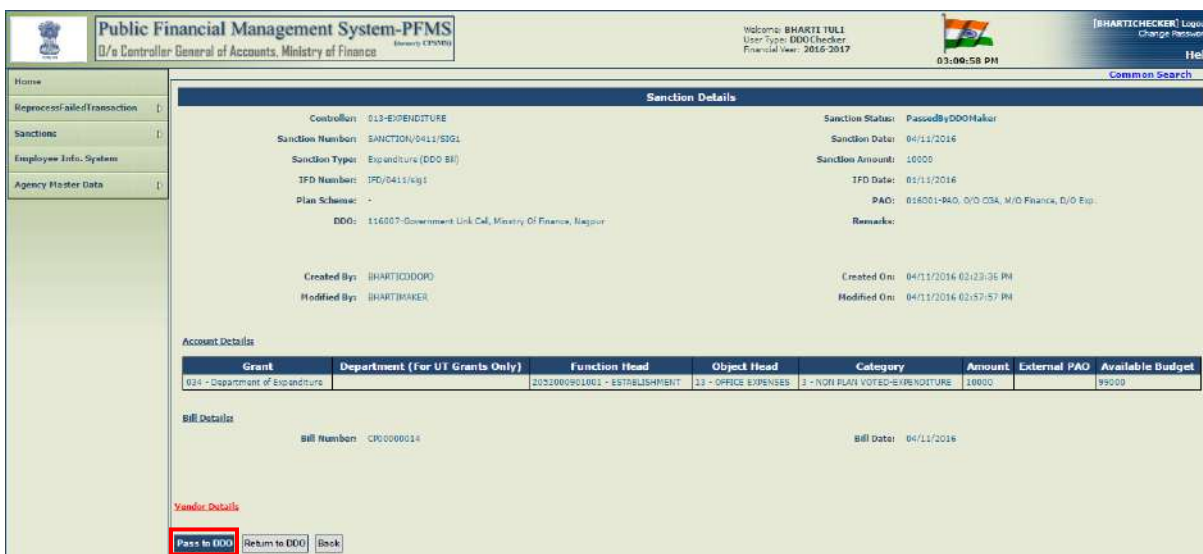 Public Financial Management System-PFMS
(formerly CPSMS)
O/o Controller General of Accounts, Ministry of Finance
Welcome: BHARTI TULI
User Type: DDOChecker
Financial Year: 2016-2017
03:09:58 PM
[BHARTICHECKER] Logou
Change Passwor
Hel
Common Search
Home
ReprocessFailedTransaction
Sanctions
Employee Info. System
Agency Master Data
Sanction Details
Controller: 013-EXPENDITURE Sanction Status: PassedByDDOMaker
Sanction Number: SANCTION/0411/SIG1 Sanction Date: 04/11/2016
Sanction Type: Expenditure (DDO Bill) Sanction Amount: 10000
IFD Number: IFD/0411/sig1 IFD Date: 01/11/2016
Plan Scheme: - PAO: 016001-PAO, O/O CGA, M/O Finance, D/O Exp.
DDO: 116007-Government Link Cell, Ministry Of Finance, Nagpur Remarks:
Created By: BHARTICDDOPD Created On: 04/11/2016 02:23:36 PM
Modified By: BHARTIMAKER Modified On: 04/11/2016 02:57:57 PM
Account Details:
Grant Department (For UT Grants Only) Function Head Object Head Category Amount External PAO Available Budget
034 - Department of Expenditure 2052000901001 - ESTABLISHMENT 13 - OFFICE EXPENSES 3 - NON PLAN VOTED-EXPENDITURE 10000 99000
Bill Details:
Bill Number: CP00000014 Bill Date: 04/11/2016
Vendor Details
Pass to DDO Return to DDO Back